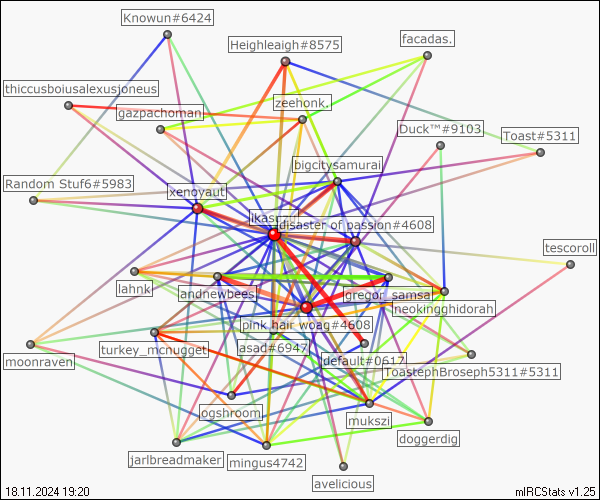 Knowun#6424
Heighleaigh#8575
facadas.
thiccusboiusalexusjoneus
gazpachoman
zeehonk.
Duck™#9103
Toast#5311
bigcitysamurai
Random Stuf6#5983
xenoyaut
disaster of passion#4608
tescoroll
lahnk
andnewbees
gregor_samsa
neokingghidorah
pink hair woag#4608
asad#6947
default#0617
turkey_mcnugget
moonraven
ToastephBroseph5311#5311
ogshroom
mukszi
doggerdig
jarlbreadmaker
mingus4742
avelicious
18.11.2024 19:20
mIRCStats v1.25